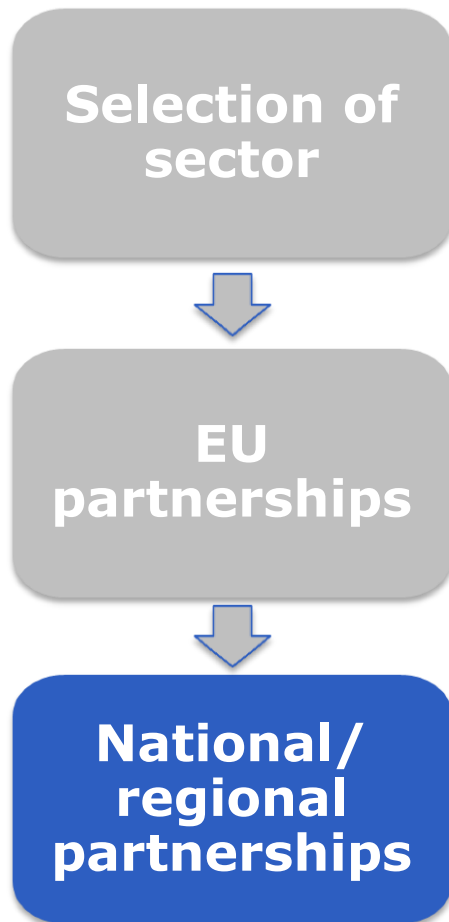 Selection of
sector
EU
partnerships
National/
regional
partnerships